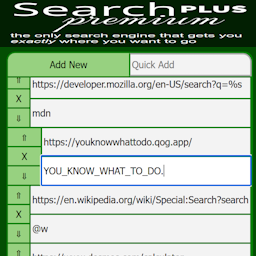 Search PLUS
premium
the only search engine that gets you
exactly where you want to go
Add New
Quick Add
⇑
https://developer.mozilla.org/en-US/search?q=%s
X
⇓
mdn
⇑
https://youknowwhattodo.qog.app/
X
⇓
YOU_KNOW_WHAT_TO_DO.
⇑
https://en.wikipedia.org/wiki/Special:Search?search
X
⇓
@w
⇑